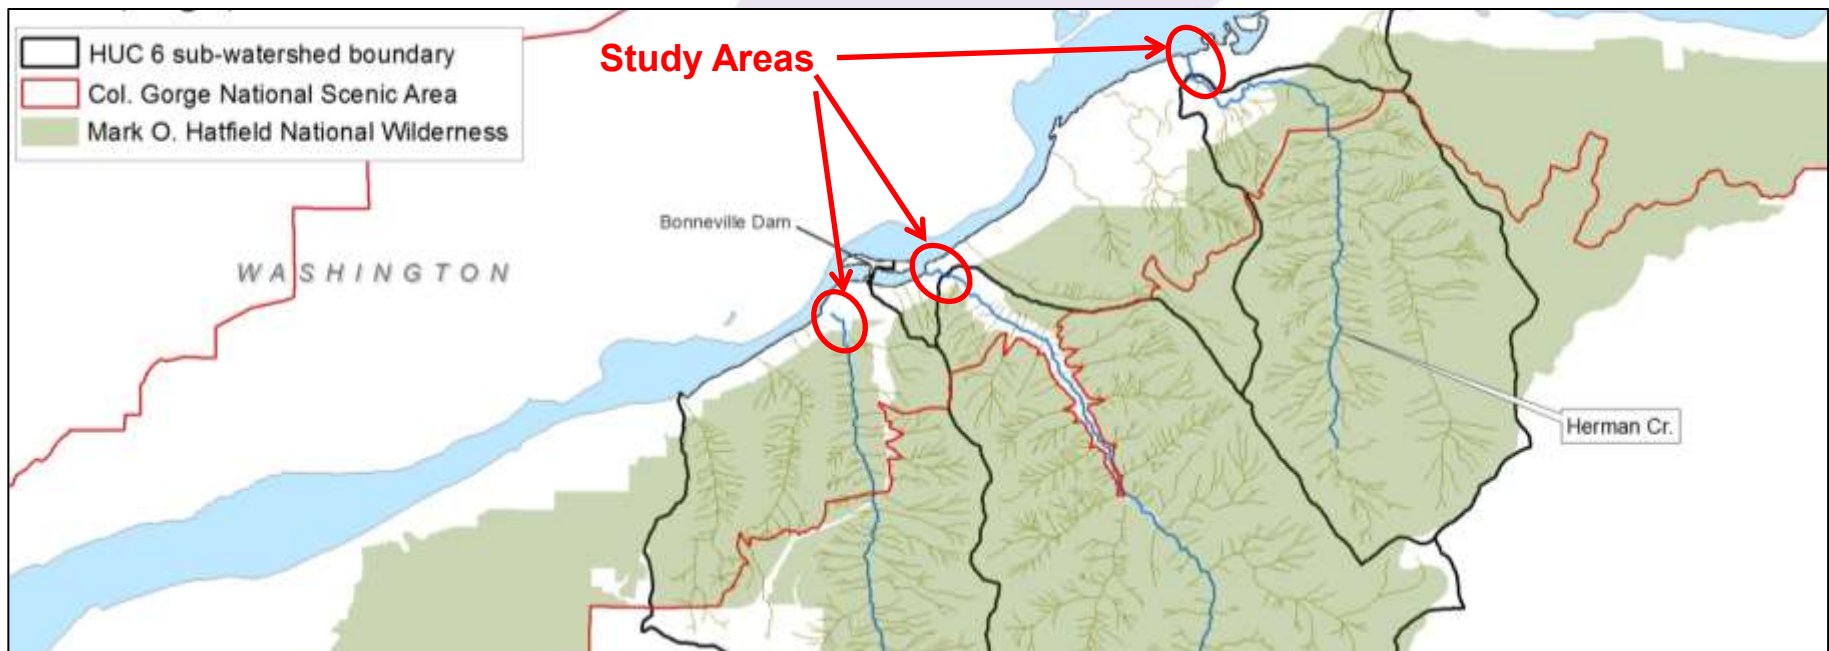 HUC 6 sub-watershed boundary
Col. Gorge National Scenic Area
Mark O. Hatfield National Wilderness
Study Areas
Bonneville Dam
WASHINGTON
Herman Cr.